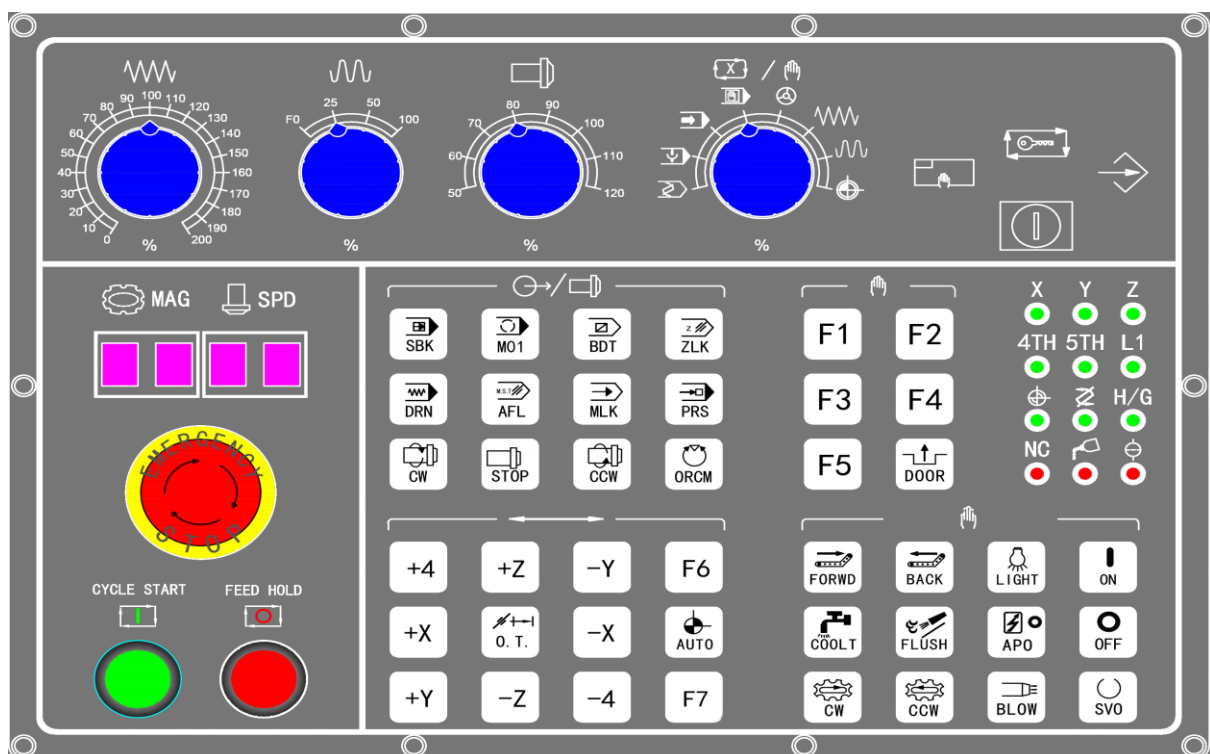 0 10 20 30 40 50 60 70 80 90 100 110 120 130 140 150 160 170 180 190 200
%
F0 25 50 100
%
50 60 70 80 90 100 110 120
%
X /
%
MAG SPD
EMERGENCY
STOP
CYCLE START FEED HOLD
/
SBK M01 BDT Z ZLK
DRN M.S.T AFL MLK PRS
CW STOP CCW ORCM
+4 +Z -Y F6
+X O.T. -X AUTO
+Y -Z -4 F7
F1 F2
F3 F4
F5 DOOR
X Y Z
4TH 5TH L1
Z H/G
NC
FORWD BACK LIGHT ON
COOLT FLUSH APO OFF
CW CCW BLOW SVO